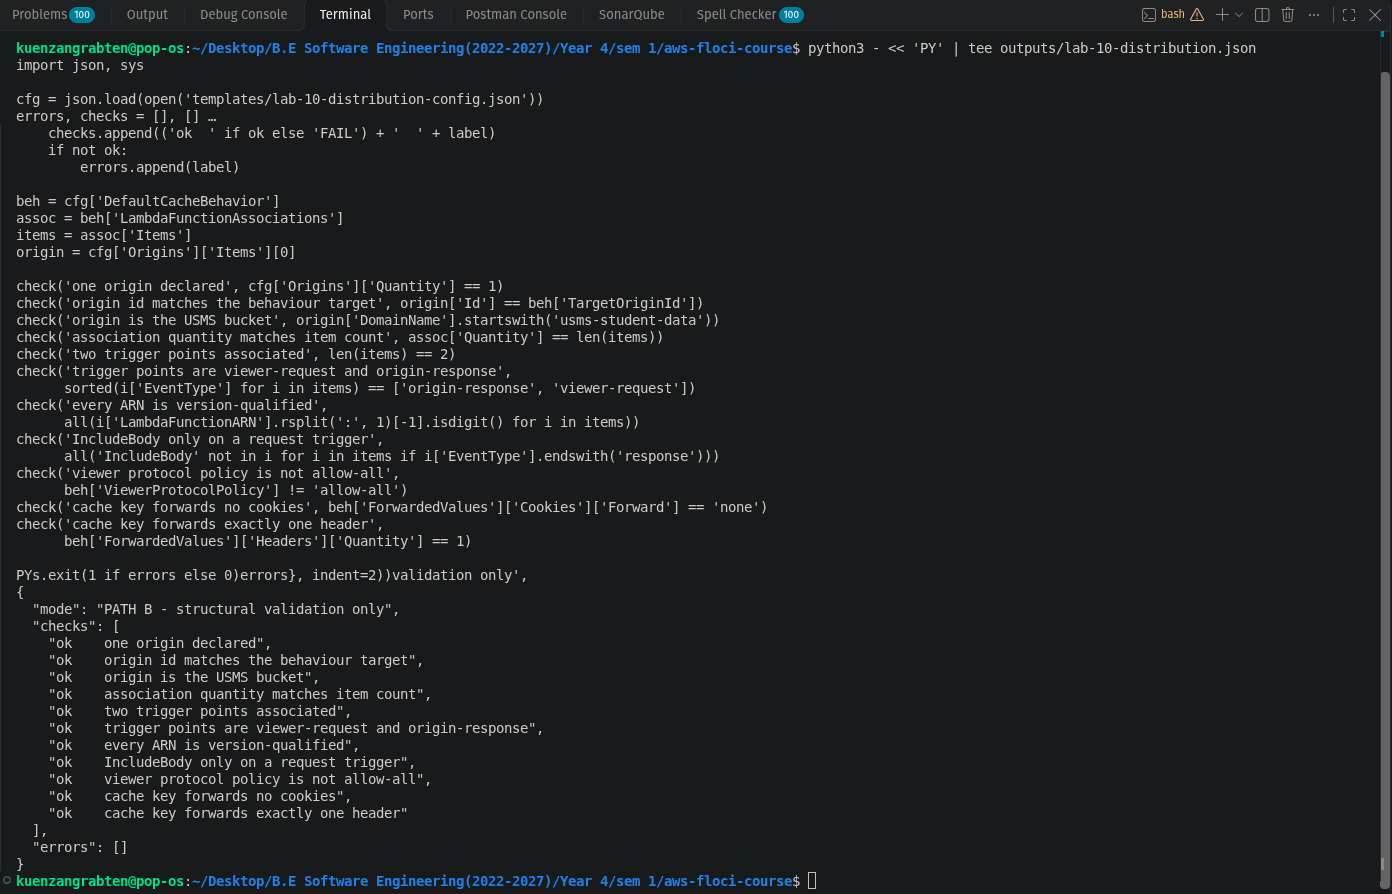 Problems 100 Output Debug Console Terminal Ports Postman Console SonarQube Spell Checker 100 bash
kuenzangrabten@pop-os:~/Desktop/B.E Software Engineering(2022-2027)/Year 4/sem 1/aws-floci-course$ python3 - << 'PY' | tee outputs/lab-10-distribution.json
import json, sys

cfg = json.load(open('templates/lab-10-distribution-config.json'))
errors, checks = [], [] …
    checks.append(('ok  ' if ok else 'FAIL') + '  ' + label)
    if not ok:
        errors.append(label)

beh = cfg['DefaultCacheBehavior']
assoc = beh['LambdaFunctionAssociations']
items = assoc['Items']
origin = cfg['Origins']['Items'][0]

check('one origin declared', cfg['Origins']['Quantity'] == 1)
check('origin id matches the behaviour target', origin['Id'] == beh['TargetOriginId'])
check('origin is the USMS bucket', origin['DomainName'].startswith('usms-student-data'))
check('association quantity matches item count', assoc['Quantity'] == len(items))
check('two trigger points associated', len(items) == 2)
check('trigger points are viewer-request and origin-response',
      sorted(i['EventType'] for i in items) == ['origin-response', 'viewer-request'])
check('every ARN is version-qualified',
      all(i['LambdaFunctionARN'].rsplit(':', 1)[-1].isdigit() for i in items))
check('IncludeBody only on a request trigger',
      all('IncludeBody' not in i for i in items if i['EventType'].endswith('response')))
check('viewer protocol policy is not allow-all',
      beh['ViewerProtocolPolicy'] != 'allow-all')
check('cache key forwards no cookies', beh['ForwardedValues']['Cookies']['Forward'] == 'none')
check('cache key forwards exactly one header',
      beh['ForwardedValues']['Headers']['Quantity'] == 1)

PYs.exit(1 if errors else 0)errors}, indent=2))validation only',
{
  "mode": "PATH B - structural validation only",
  "checks": [
    "ok    one origin declared",
    "ok    origin id matches the behaviour target",
    "ok    origin is the USMS bucket",
    "ok    association quantity matches item count",
    "ok    two trigger points associated",
    "ok    trigger points are viewer-request and origin-response",
    "ok    every ARN is version-qualified",
    "ok    IncludeBody only on a request trigger",
    "ok    viewer protocol policy is not allow-all",
    "ok    cache key forwards no cookies",
    "ok    cache key forwards exactly one header"
  ],
  "errors": []
}
kuenzangrabten@pop-os:~/Desktop/B.E Software Engineering(2022-2027)/Year 4/sem 1/aws-floci-course$